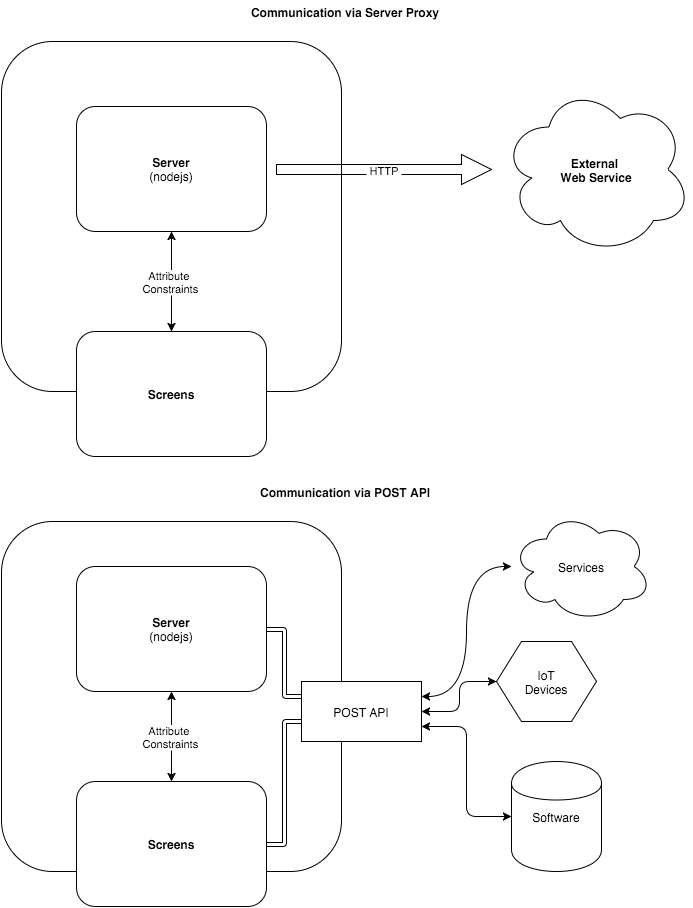 Communication via Server Proxy
Server
(nodejs)
HTTP
External
Web Service
Attribute
Constraints
Screens
Communication via POST API
Services
Server
(nodejs)
IoT
Devices
POST API
Attribute
Constraints
Software
Screens